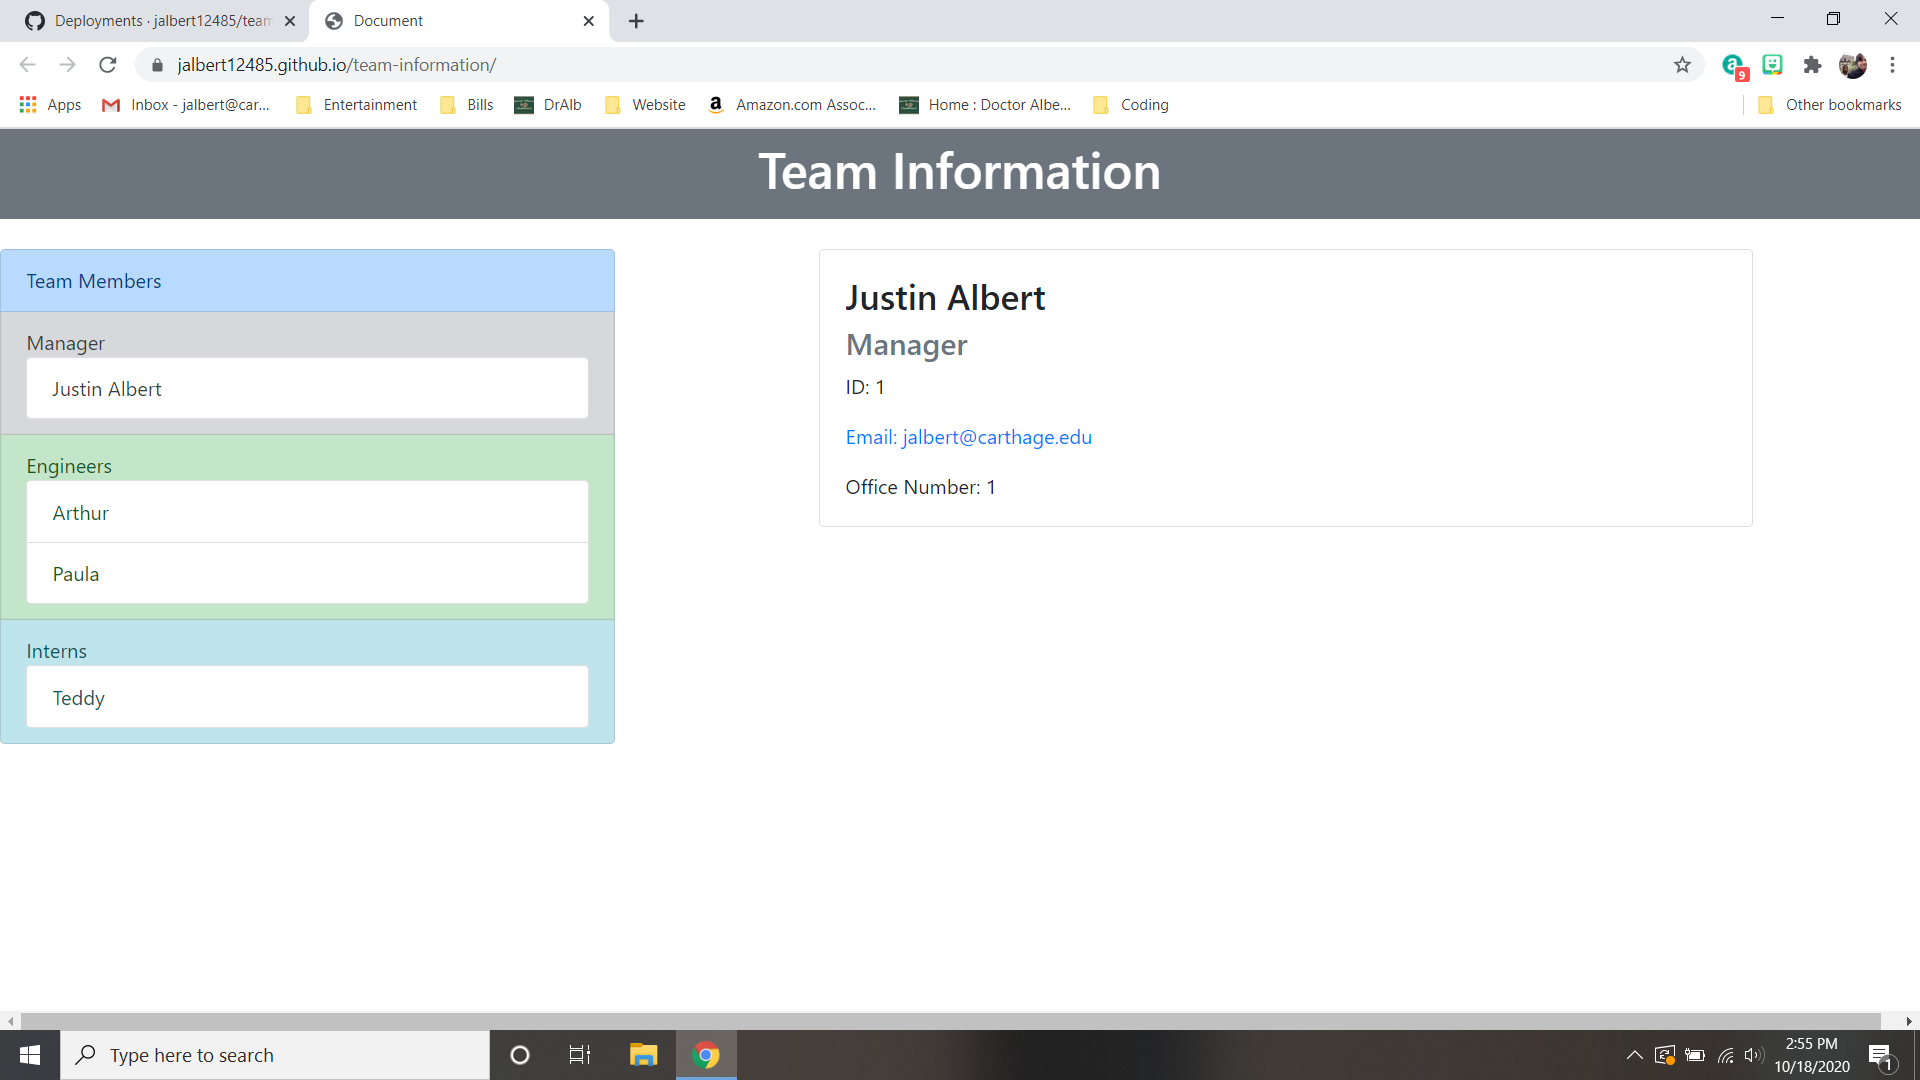 Deployments · jalbert12485/team
Document
jalbert12485.github.io/team-information/
9
Apps
Inbox - jalbert@car...
Entertainment
Bills
DrAlb
Website
Amazon.com Assoc...
Home : Doctor Albe...
Coding
Other bookmarks
Team Information
Team Members
Manager
Justin Albert
Engineers
Arthur
Paula
Interns
Teddy
Justin Albert
Manager
ID: 1
Email: jalbert@carthage.edu
Office Number: 1
Type here to search
2:55 PM
10/18/2020
1